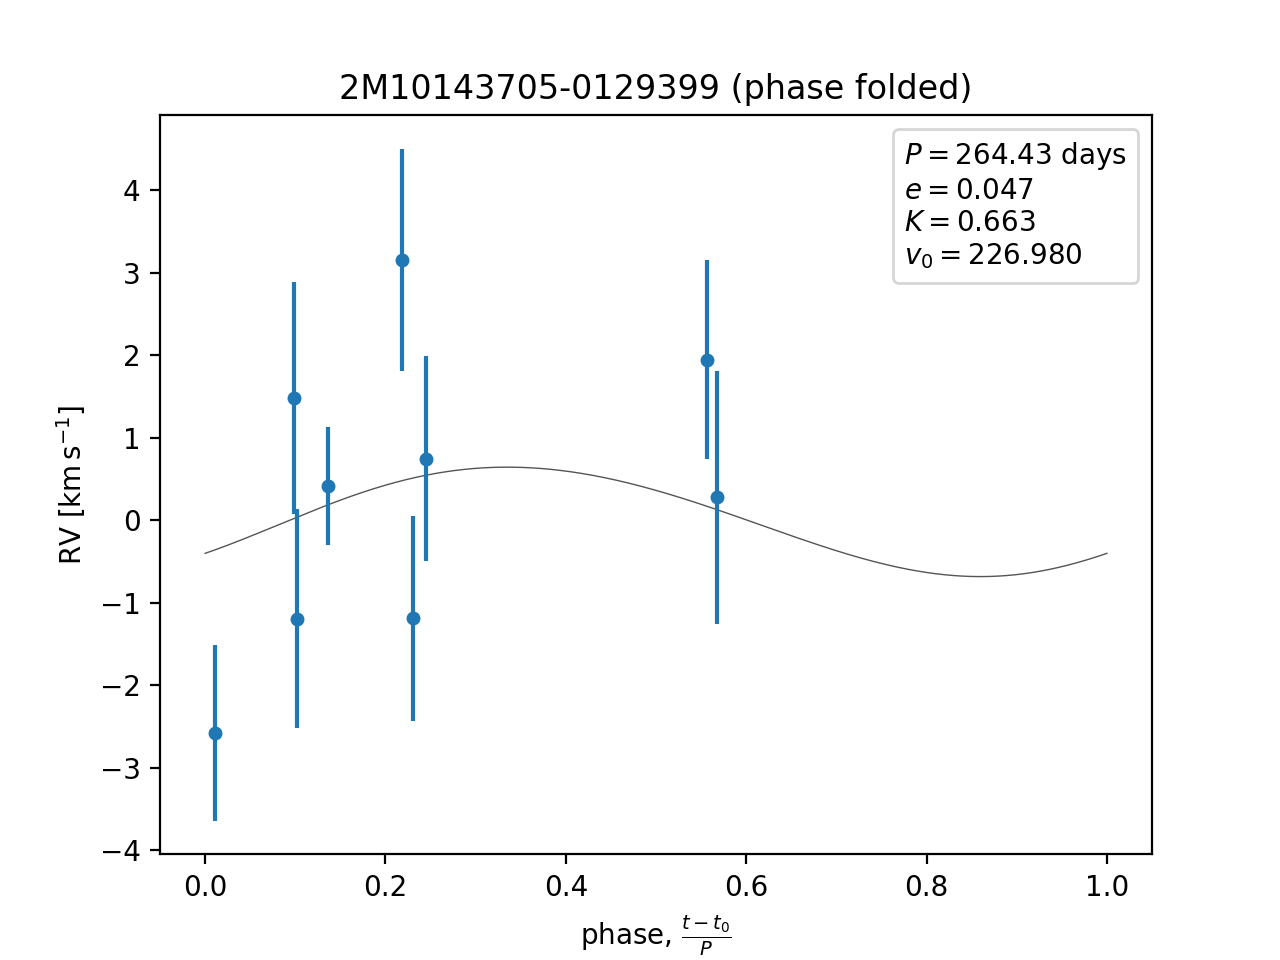 2M10143705-0129399 (phase folded)
P = 264.43 days
e = 0.047
K = 0.663
v₀ = 226.980
RV [km s⁻¹]
4
3
2
1
0
−1
−2
−3
−4
0.0 0.2 0.4 0.6 0.8 1.0
phase, (t − t₀)/P